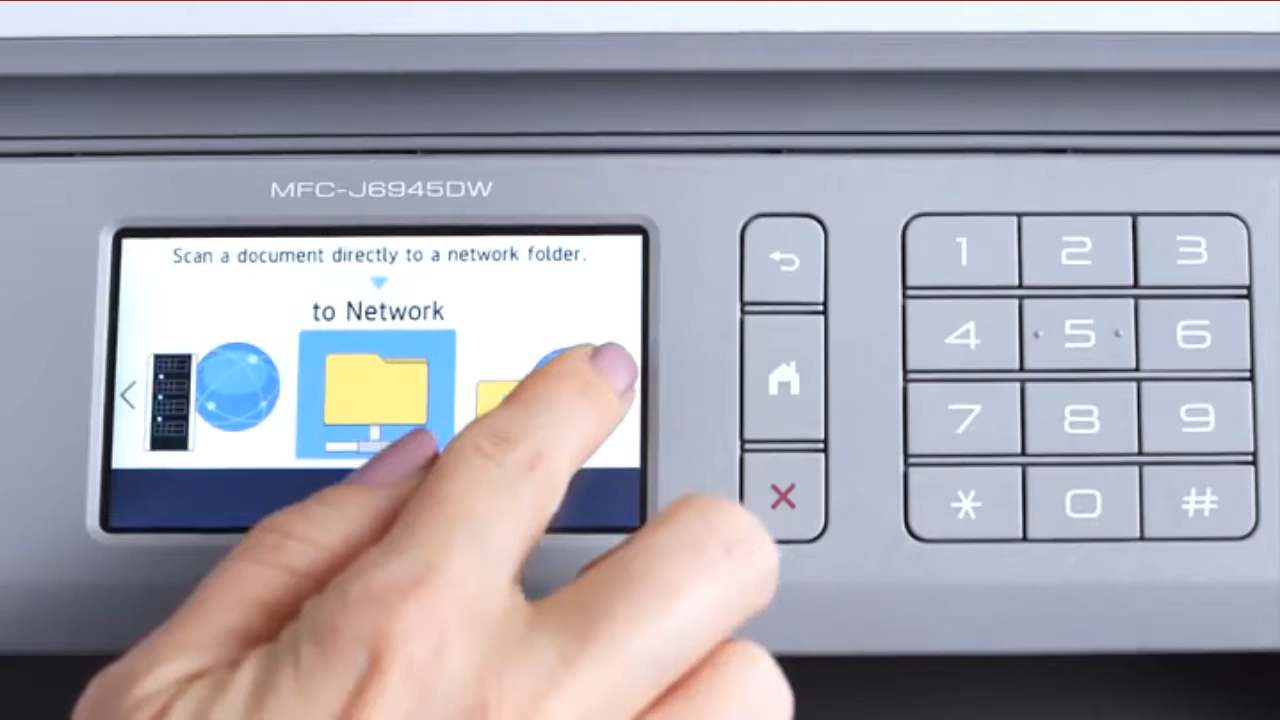 MFC-J6945DW
Scan a document directly to a network folder.
to Network
1 2 3
4 5 6
7 8 9
* 0 #